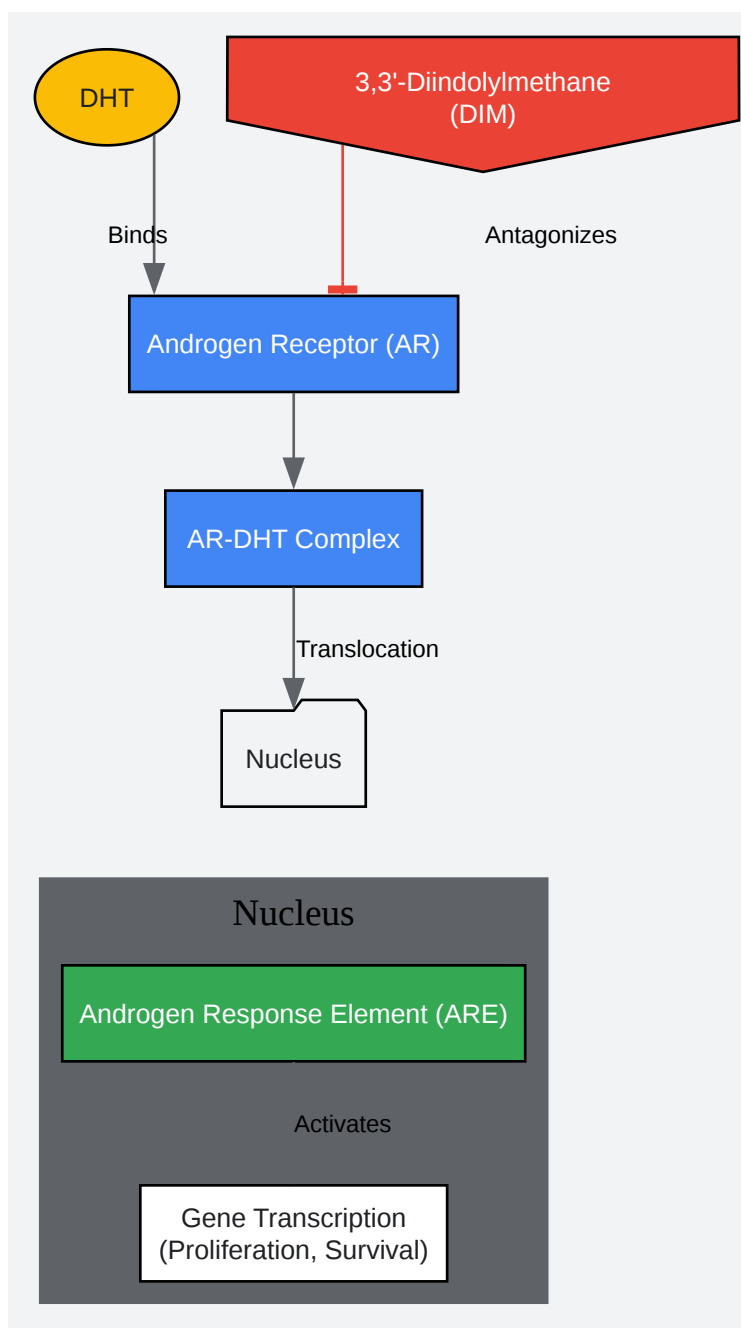 DHT
3,3'-Diindolylmethane
(DIM)
Binds
Antagonizes
Androgen Receptor (AR)
AR-DHT Complex
Translocation
Nucleus
Nucleus
Androgen Response Element (ARE)
Activates
Gene Transcription
(Proliferation, Survival)